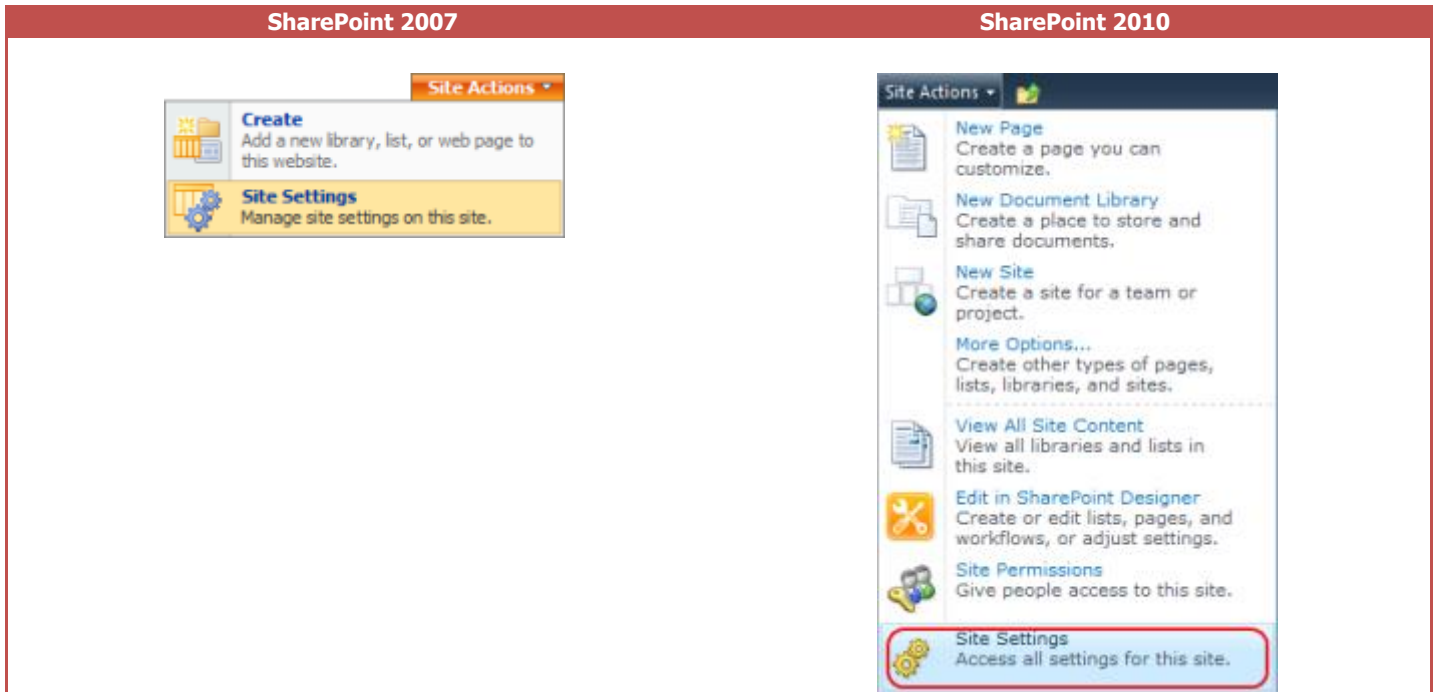 SharePoint 2007
SharePoint 2010
Site Actions
Create
Add a new library, list, or web page to
this website.
Site Settings
Manage site settings on this site.
Site Actions
New Page
Create a page you can
customize.
New Document Library
Create a place to store and
share documents.
New Site
Create a site for a team or
project.
More Options...
Create other types of pages,
lists, libraries, and sites.
View All Site Content
View all libraries and lists in
this site.
Edit in SharePoint Designer
Create or edit lists, pages, and
workflows, or adjust settings.
Site Permissions
Give people access to this site.
Site Settings
Access all settings for this site.